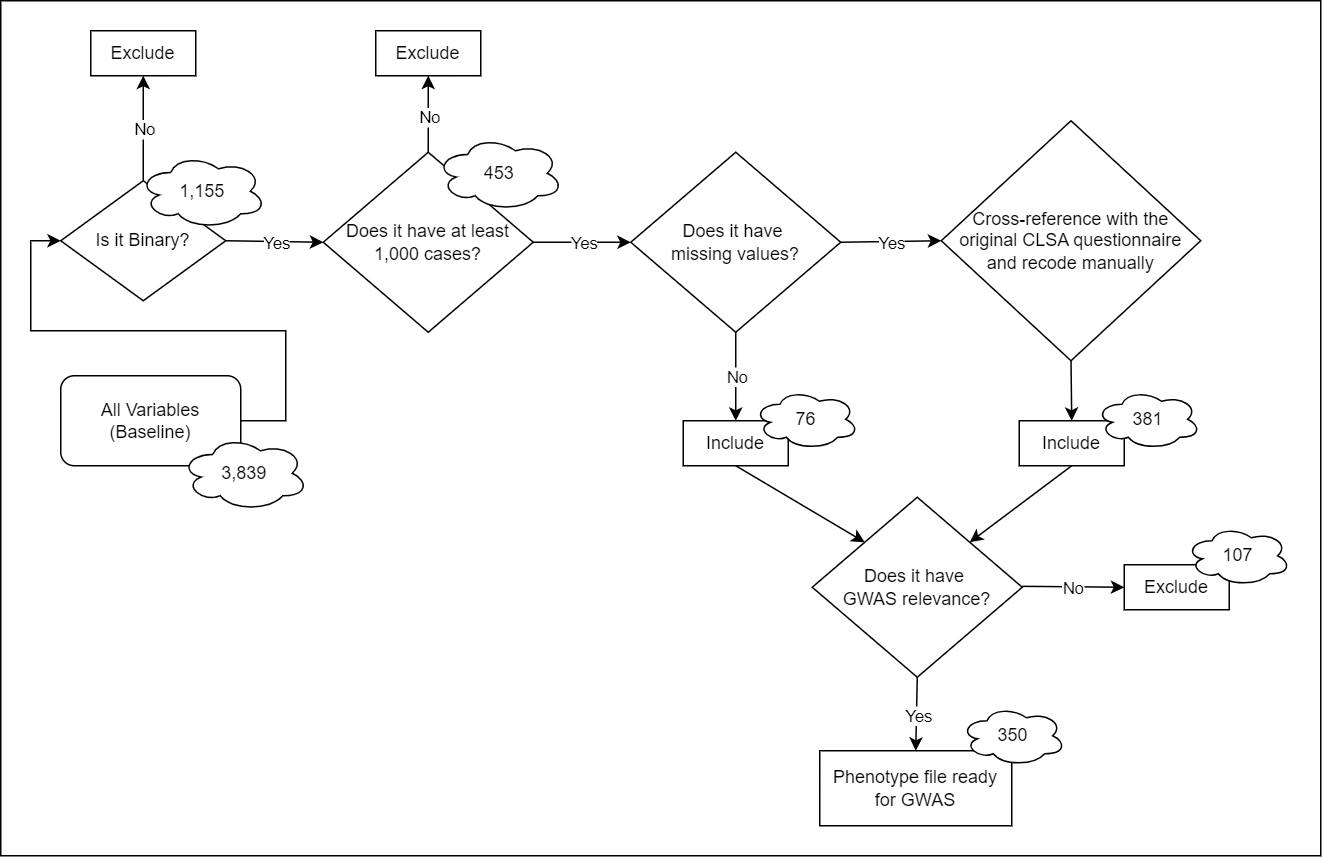 Exclude
Exclude
No
No
1,155
453
Is it Binary?
Yes
Does it have at least
1,000 cases?
Yes
Does it have
missing values?
Yes
Cross-reference with the
original CLSA questionnaire
and recode manually
All Variables
(Baseline)
3,839
No
Include
76
Include
381
Does it have
GWAS relevance?
No
Exclude
107
Yes
350
Phenotype file ready
for GWAS